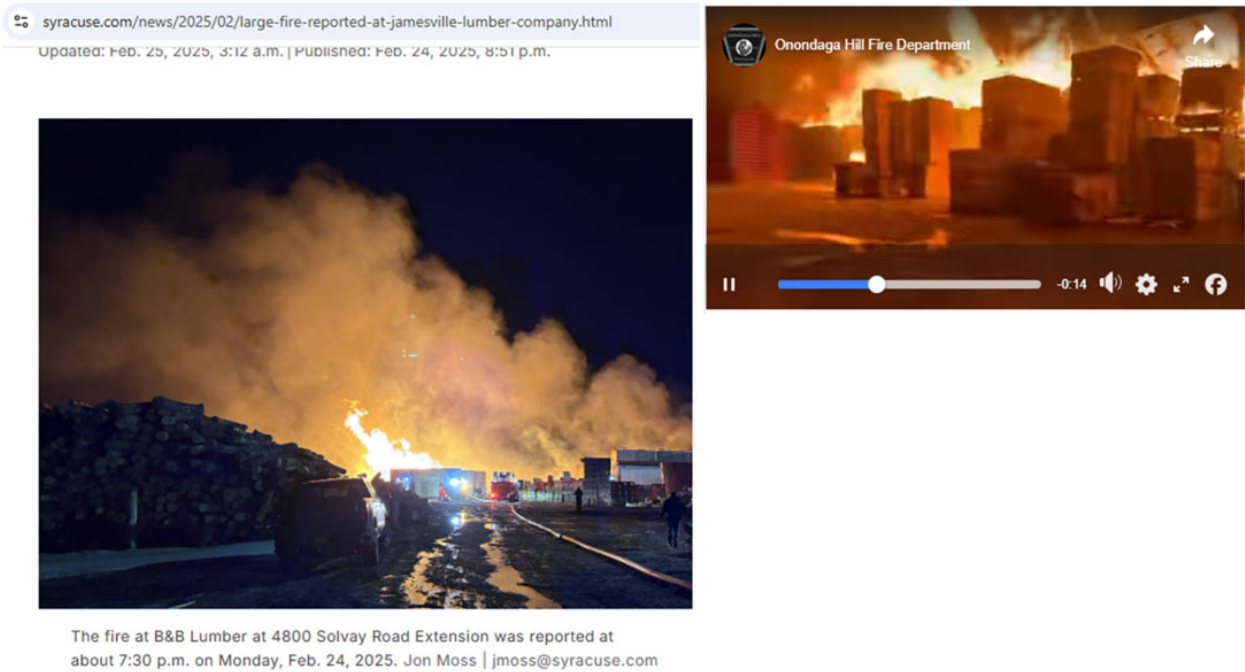 syracuse.com/news/2025/02/large-fire-reported-at-jamesville-lumber-company.html
Updated: Feb. 25, 2025, 3:12 a.m. | Published: Feb. 24, 2025, 8:51 p.m.
Onondaga Hill Fire Department
Share
-0:14
The fire at B&B Lumber at 4800 Solvay Road Extension was reported at
about 7:30 p.m. on Monday, Feb. 24, 2025. Jon Moss | jmoss@syracuse.com